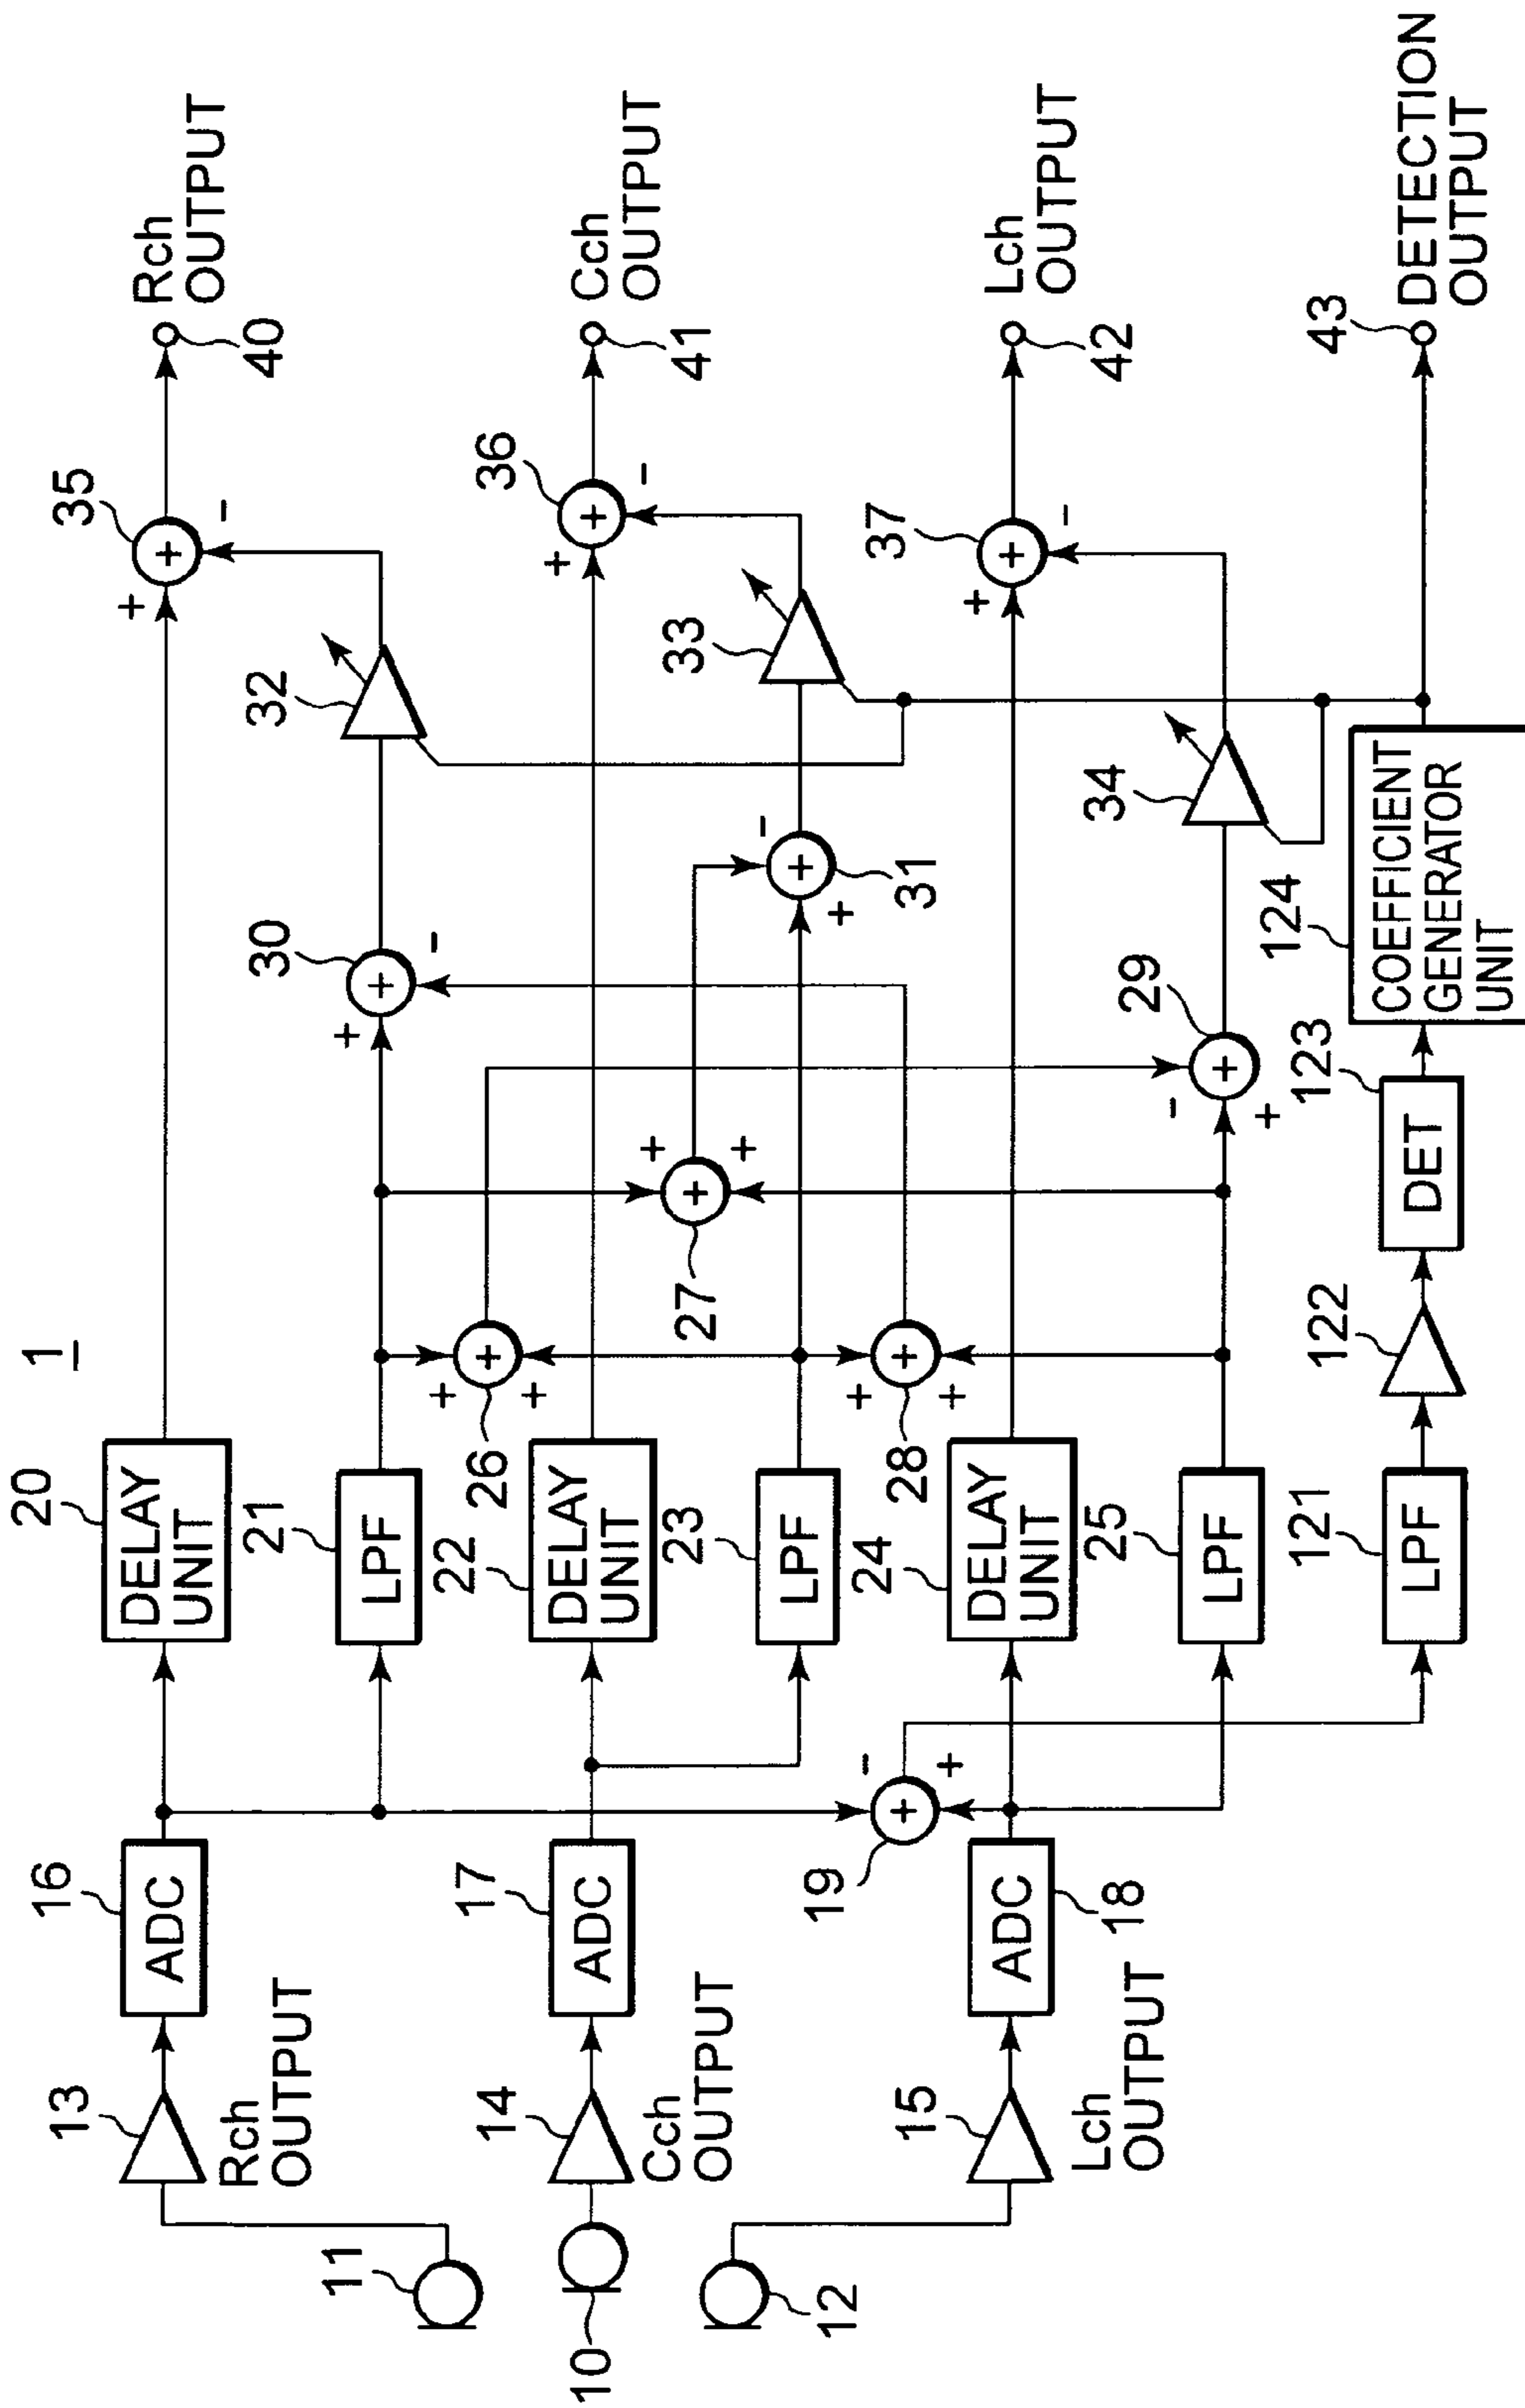 1
11
10
12
13
Rch
OUTPUT
14
Cch
OUTPUT
15
Lch
OUTPUT
16
ADC
17
ADC
18
ADC
19
+
-
+
20
DELAY
UNIT
21
LPF
22
DELAY
UNIT
23
LPF
24
DELAY
UNIT
25
LPF
121
LPF
26
+
+
+
28
+
+
+
27
+
+
+
122
123
DET
29
+
-
+
30
+
+
-
31
+
+
-
124
COEFFICIENT
GENERATOR
UNIT
32
33
34
35
+
+
-
36
+
+
-
37
+
+
-
40
Rch
OUTPUT
41
Cch
OUTPUT
42
Lch
OUTPUT
43
DETECTION
OUTPUT